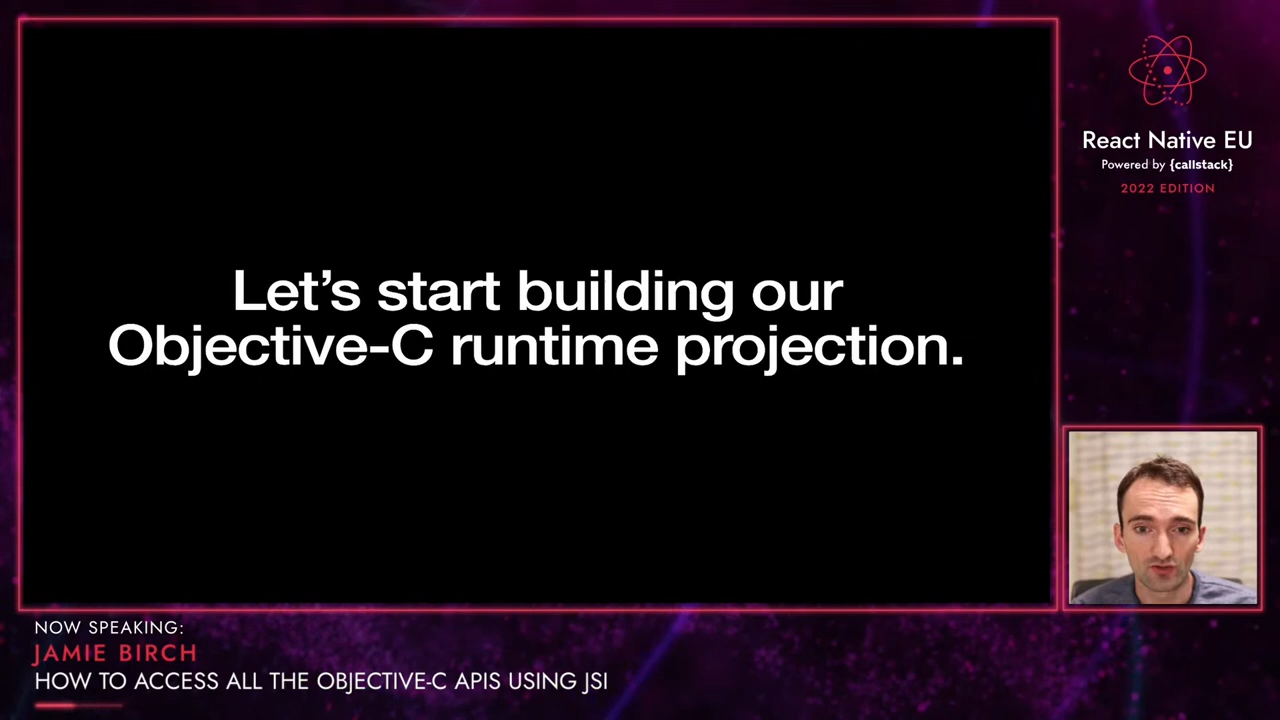 Let’s start building our
Objective-C runtime projection.
React Native EU
Powered by {callstack}
2022 EDITION
NOW SPEAKING:
JAMIE BIRCH
HOW TO ACCESS ALL THE OBJECTIVE-C APIS USING JSI